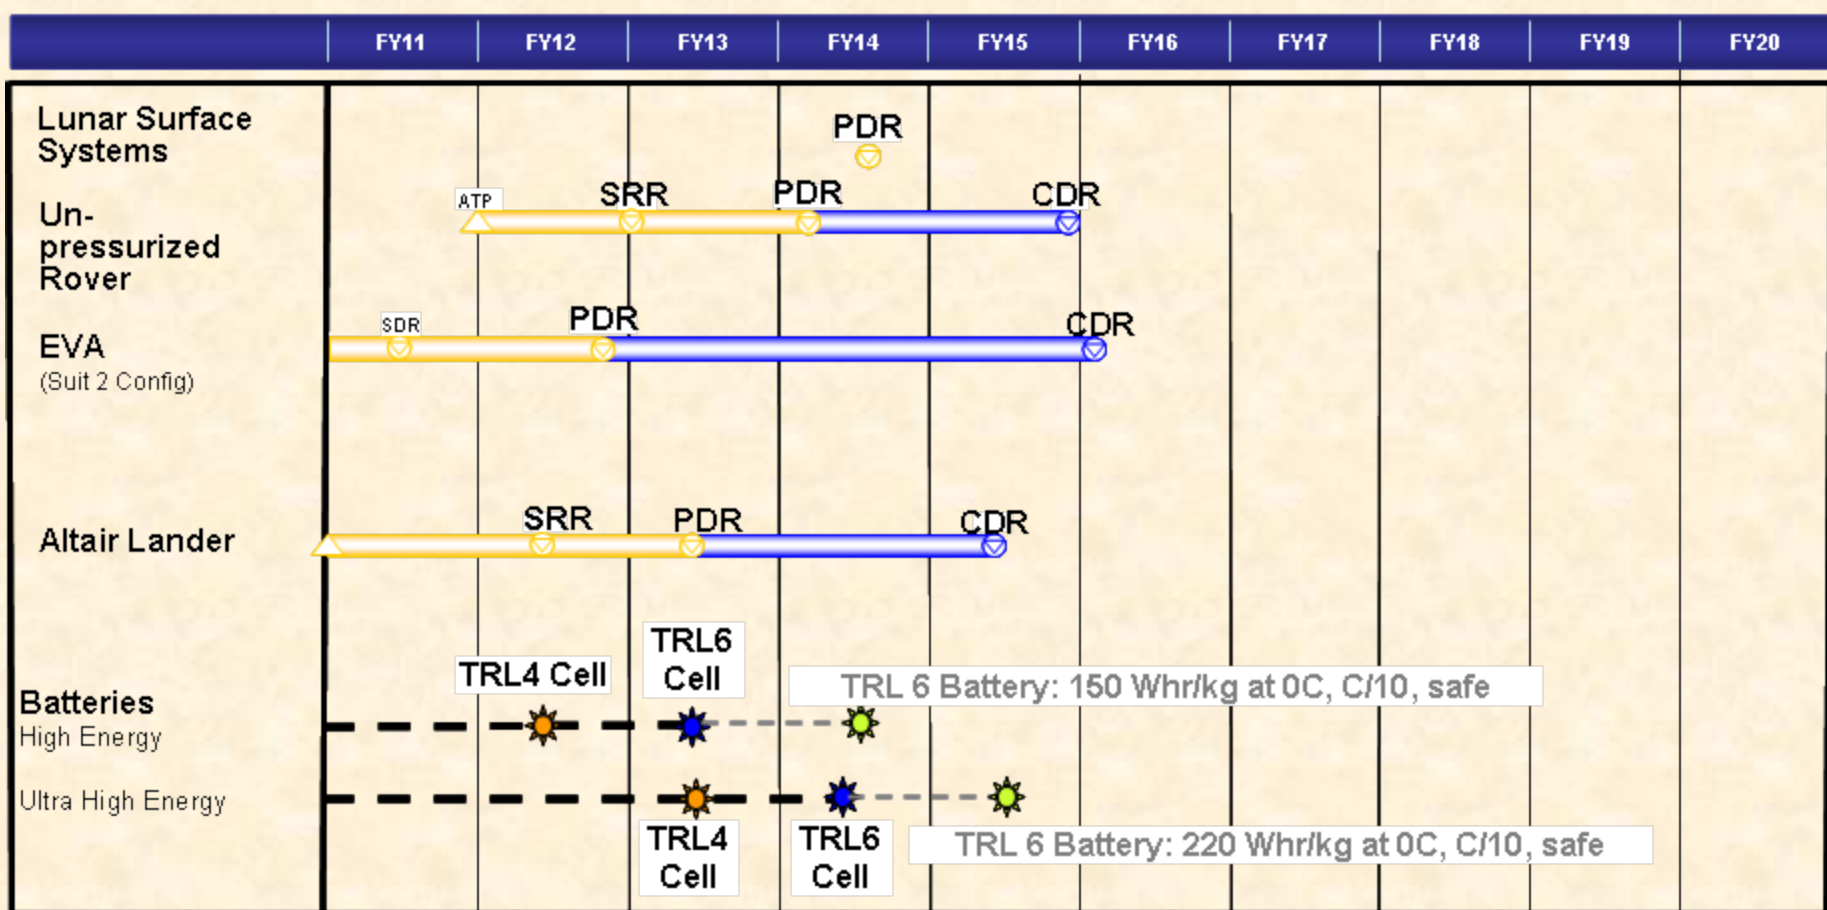 FY11 FY12 FY13 FY14 FY15 FY16 FY17 FY18 FY19 FY20
Lunar Surface
Systems
PDR
Un-
pressurized
Rover
ATP SRR PDR CDR
EVA
(Suit 2 Config)
SDR PDR CDR
Altair Lander
SRR PDR CDR
Batteries
High Energy
TRL4 Cell
TRL6
Cell
TRL 6 Battery: 150 Whr/kg at 0C, C/10, safe
Ultra High Energy
TRL4
Cell
TRL6
Cell
TRL 6 Battery: 220 Whr/kg at 0C, C/10, safe